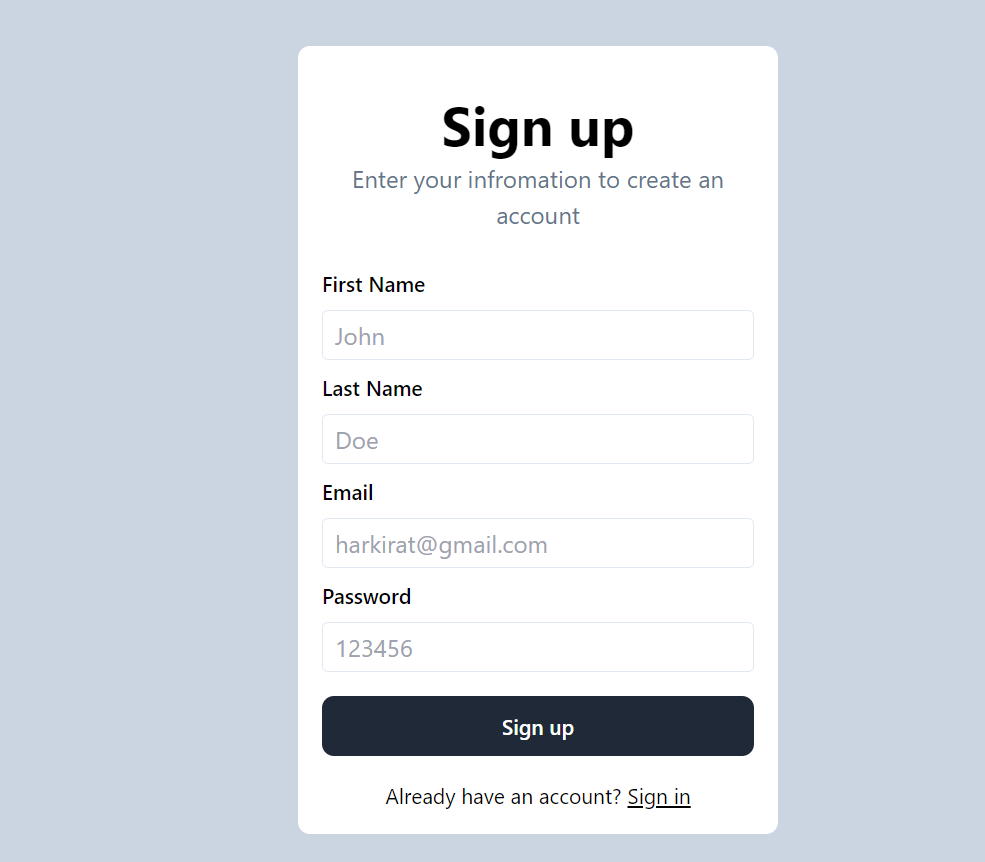 Sign up
Enter your infromation to create an
account
First Name
John
Last Name
Doe
Email
harkirat@gmail.com
Password
123456
Sign up
Already have an account? Sign in